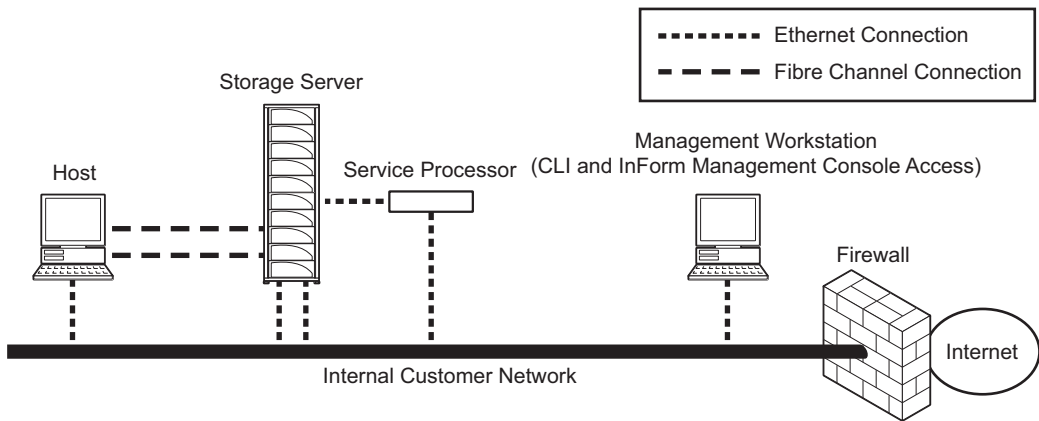 Ethernet Connection
Fibre Channel Connection
Storage Server
Management Workstation
(CLI and InForm Management Console Access)
Host
Service Processor
Firewall
Internet
Internal Customer Network